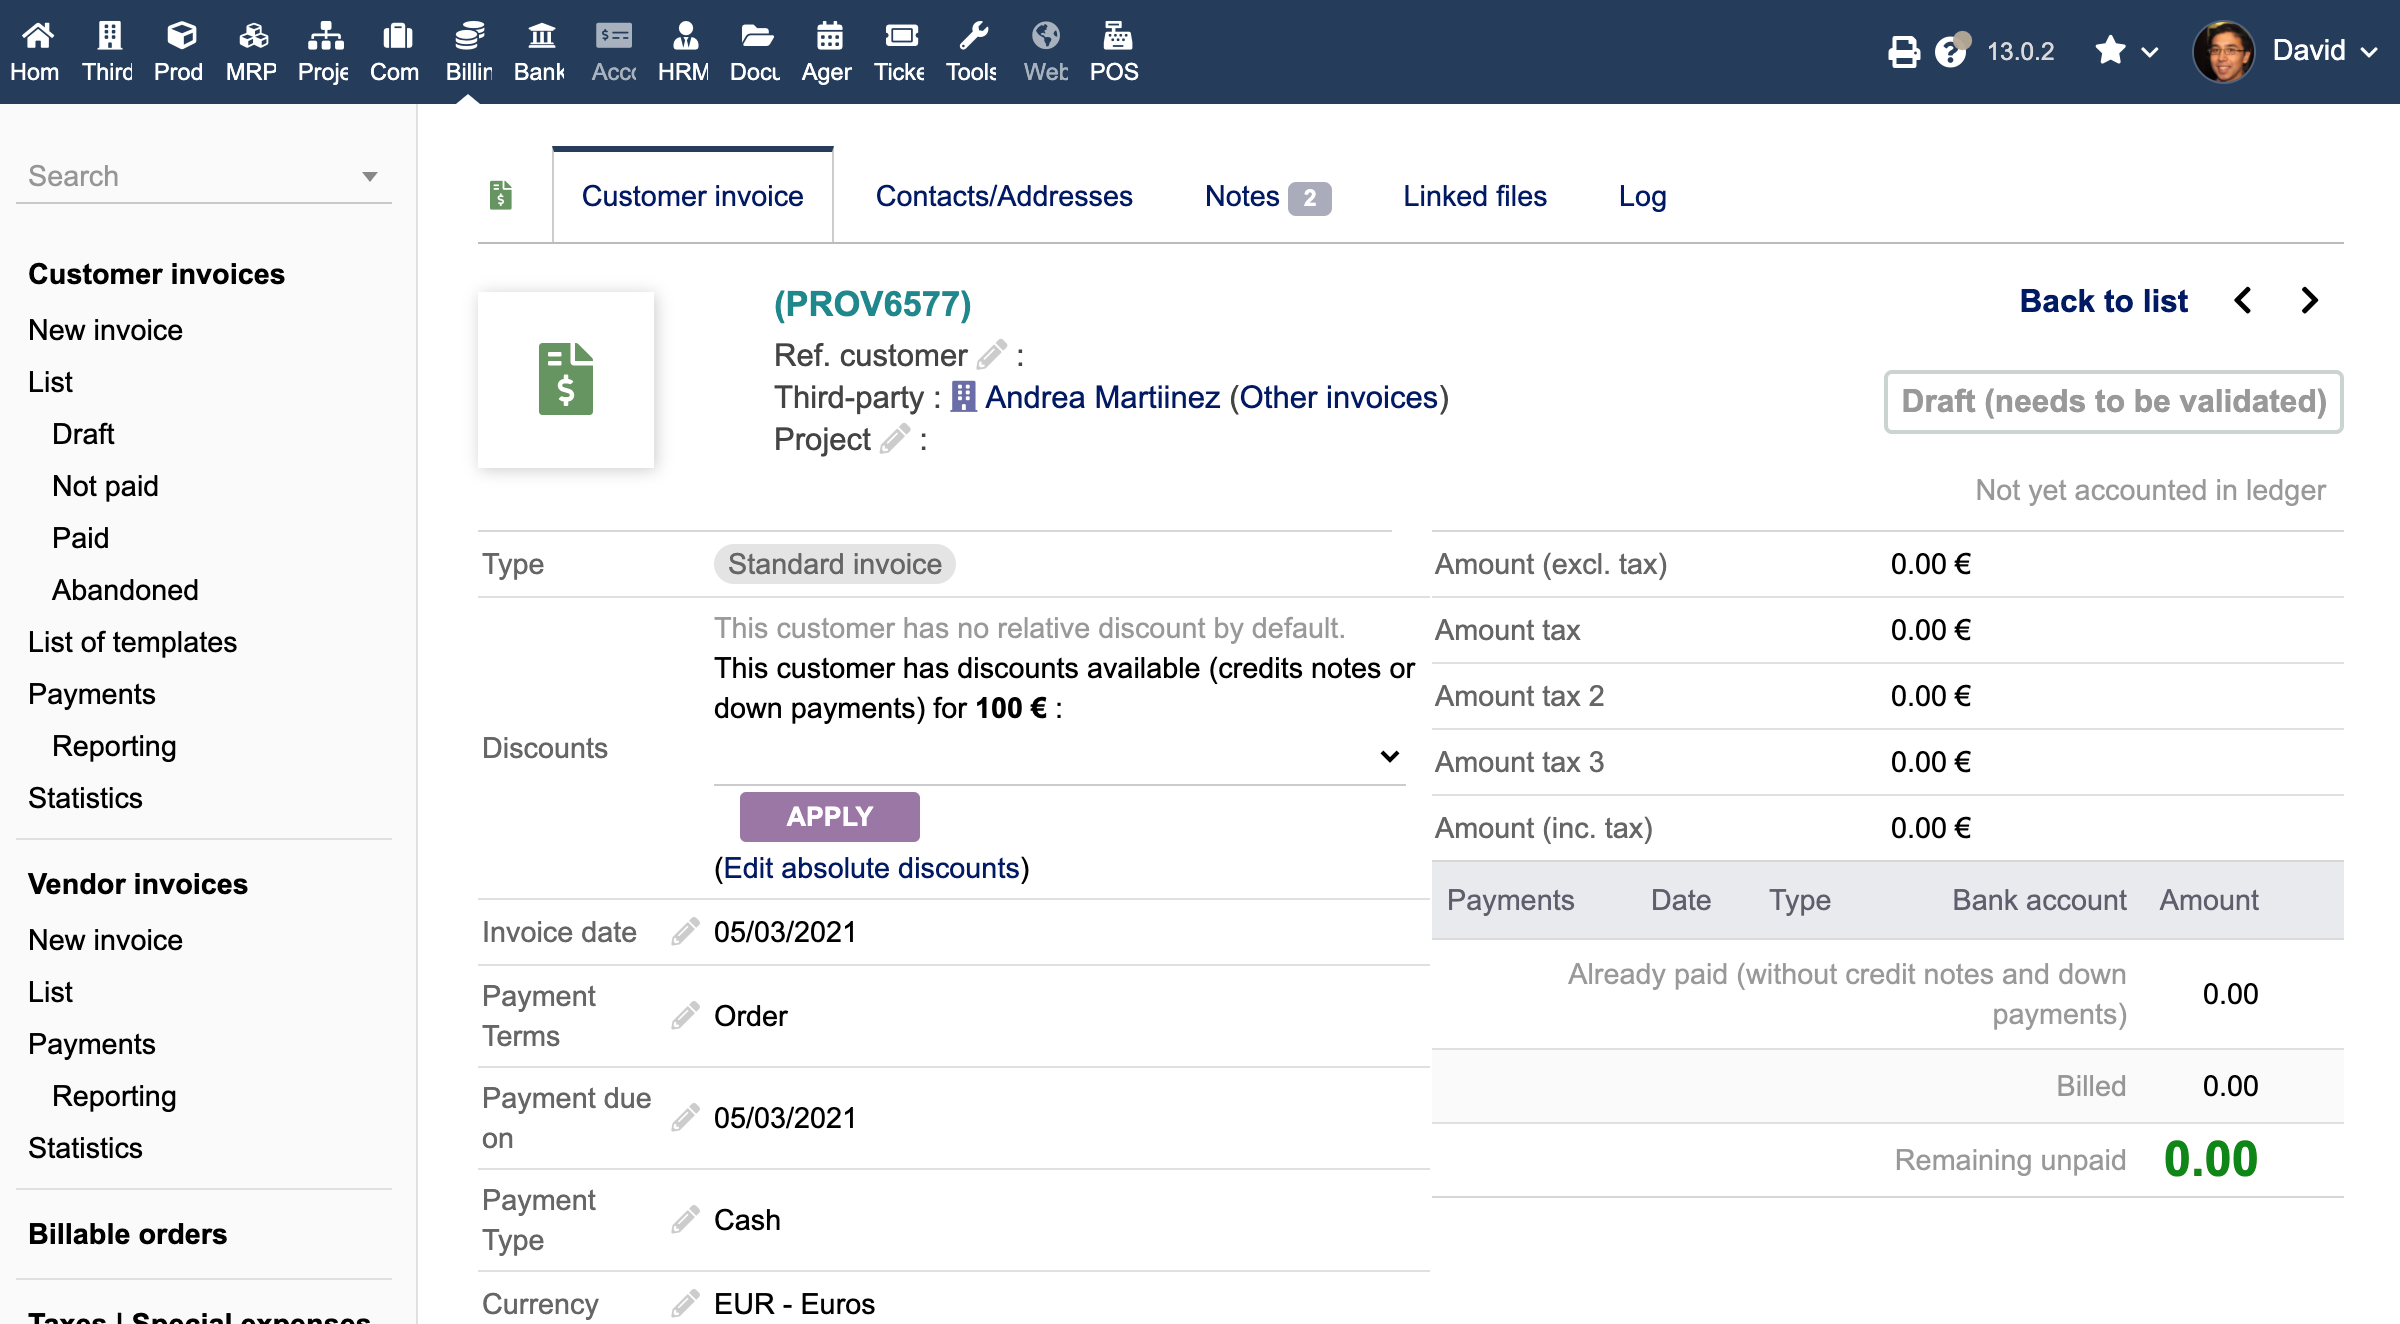 Hom Third Prod MRP Proje Com Billin Bank Acco HRM Docu Agen Ticke Tools Web POS
13.0.2 David
Search
Customer invoices
New invoice
List
Draft
Not paid
Paid
Abandoned
List of templates
Payments
Reporting
Statistics
Vendor invoices
New invoice
List
Payments
Reporting
Statistics
Billable orders
Taxes | Special expenses
Customer invoice Contacts/Addresses Notes 2 Linked files Log
(PROV6577)
Ref. customer :
Third-party : Andrea Martiinez (Other invoices)
Project :
Back to list
Draft (needs to be validated)
Not yet accounted in ledger
Type Standard invoice
Discounts
This customer has no relative discount by default.
This customer has discounts available (credits notes or
down payments) for 100 € :
APPLY
(Edit absolute discounts)
Invoice date 05/03/2021
Payment
Terms
Order
Payment due
on
05/03/2021
Payment
Type
Cash
Currency EUR - Euros
Amount (excl. tax) 0.00 €
Amount tax 0.00 €
Amount tax 2 0.00 €
Amount tax 3 0.00 €
Amount (inc. tax) 0.00 €
Payments Date Type Bank account Amount
Already paid (without credit notes and down
payments)
0.00
Billed 0.00
Remaining unpaid 0.00